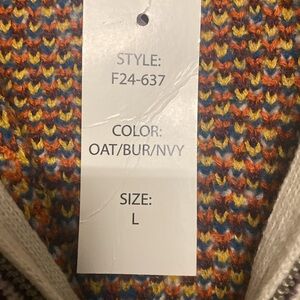 STYLE:
F24-637
COLOR:
OAT/BUR/NVY
SIZE:
L